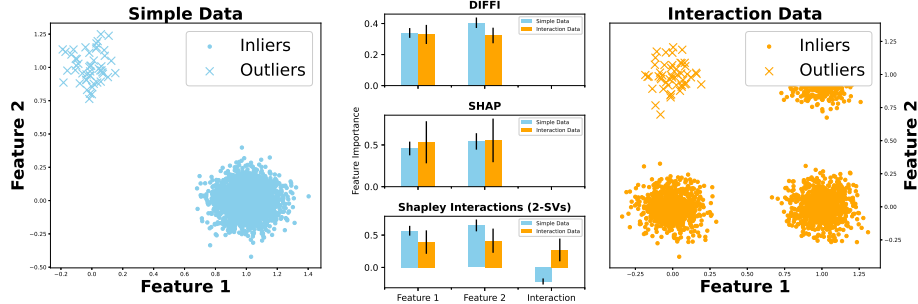 Simple Data
Inliers
Outliers
Feature 2
1.25
1.00
0.75
0.50
0.25
0.00
−0.25
−0.50
−0.2 0.0 0.2 0.4 0.6 0.8 1.0 1.2 1.4
Feature 1
DIFFI
Simple Data
Interaction Data
0.4
0.2
0.0
SHAP
Simple Data
Interaction Data
0.5
0.0
Feature Importance
Shapley Interactions (2-SVs)
Simple Data
Interaction Data
0.5
0.0
Feature 1 Feature 2 Interaction
Interaction Data
Inliers
Outliers
1.25
1.00
0.75
0.50
0.25
0.00
−0.25
Feature 2
−0.25 0.00 0.25 0.50 0.75 1.00 1.25
Feature 1